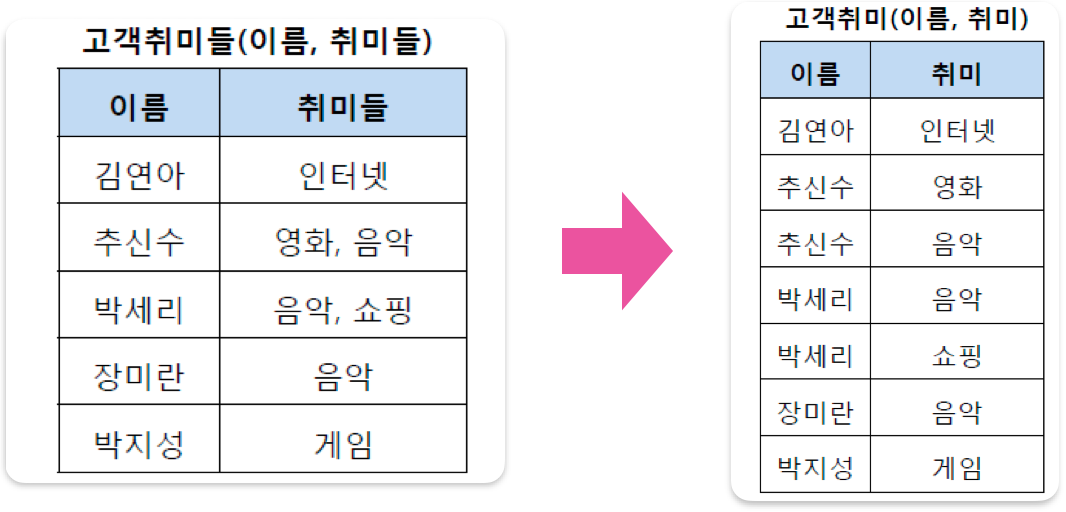 고객취미들(이름, 취미들)
이름 취미들
김연아 인터넷
추신수 영화, 음악
박세리 음악, 쇼핑
장미란 음악
박지성 게임
고객취미(이름, 취미)
이름 취미
김연아 인터넷
추신수 영화
추신수 음악
박세리 음악
박세리 쇼핑
장미란 음악
박지성 게임